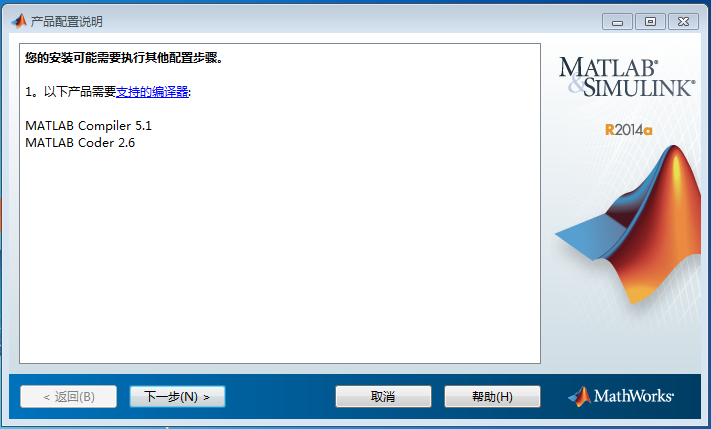 产品配置说明
您的安装可能需要执行其他配置步骤。
1。以下产品需要支持的编译器:
MATLAB Compiler 5.1
MATLAB Coder 2.6
MATLAB®
&SIMULINK®
R2014a
< 返回(B)
下一步(N) >
取消
帮助(H)
MathWorks®